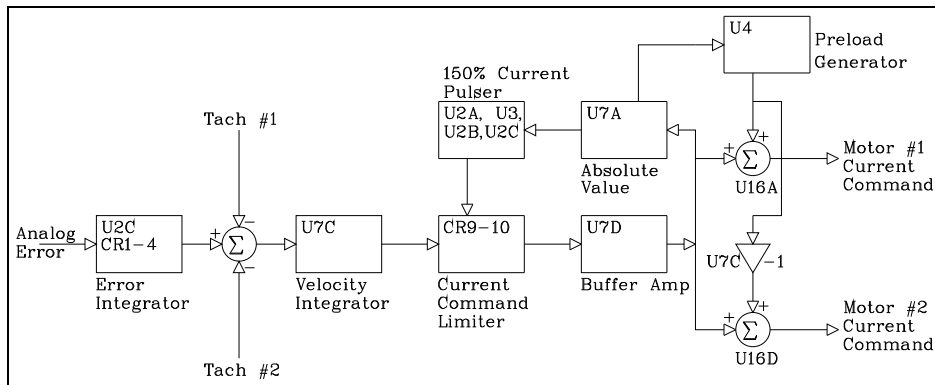 U4
Preload
Generator
150% Current
Pulser
U2A, U3,
U2B,U2C
U7A
Absolute
Value
Tach #1
+
+
Σ
U16A
Motor #1
Current
Command
Analog
Error
U2C
CR1-4
Error
Integrator
+
-
-
Σ
U7C
Velocity
Integrator
CR9-10
Current
Command
Limiter
U7D
Buffer Amp
U7C
-1
+
+
Σ
U16D
Motor #2
Current
Command
Tach #2